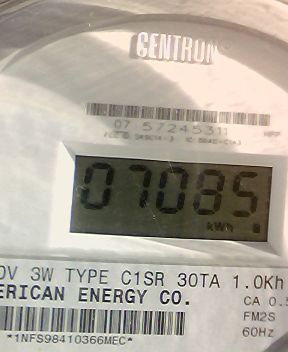 CENTRON
07 57245311
07085
kWh
0V 3W TYPE C1SR 30TA 1.0Kh
ERICAN ENERGY CO.
CA 0.5
FM2S
60Hz
*1NFS98410366MEC*